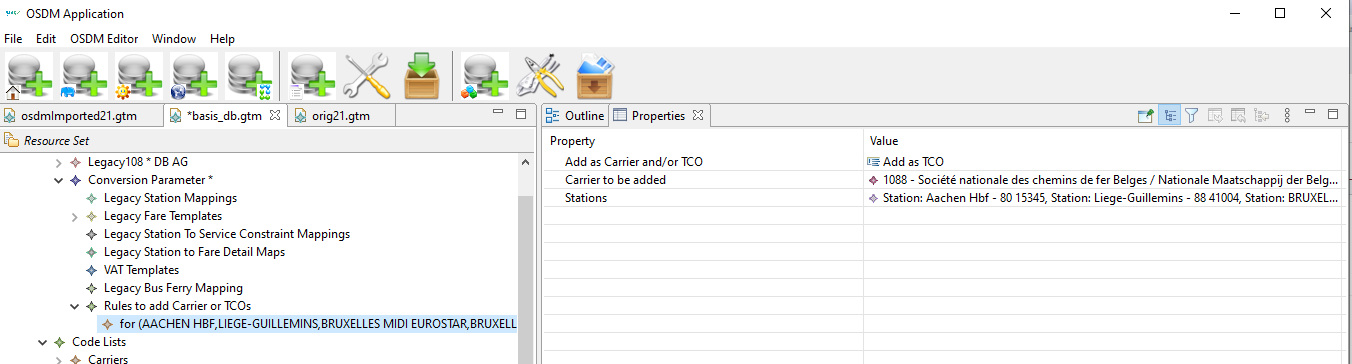 OSDM Application
File Edit OSDM Editor Window Help
osdmImported21.gtm *basis_db.gtm orig21.gtm
Resource Set
Legacy108 * DB AG
Conversion Parameter *
Legacy Station Mappings
Legacy Fare Templates
Legacy Station To Service Constraint Mappings
Legacy Station to Fare Detail Maps
VAT Templates
Legacy Bus Ferry Mapping
Rules to add Carrier or TCOs
for (AACHEN HBF,LIEGE-GUILLEMINS,BRUXELLES MIDI EUROSTAR,BRUXELL
Code Lists
Carriers
Outline Properties
Property Value
Add as Carrier and/or TCO Add as TCO
Carrier to be added 1088 - Société nationale des chemins de fer Belges / Nationale Maatschappij der Belg...
Stations Station: Aachen Hbf - 80 15345, Station: Liege-Guillemins - 88 41004, Station: BRUXEL...